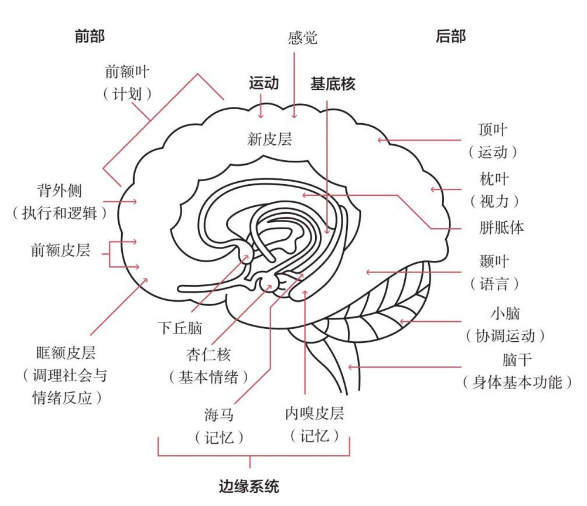 前部
感觉
后部
前额叶
（计划）
运动
基底核
新皮层
顶叶
（运动）
枕叶
（视力）
背外侧
（执行和逻辑）
胼胝体
前额皮层
颞叶
（语言）
小脑
（协调运动）
下丘脑
眶额皮层
（调理社会与
情绪反应）
杏仁核
（基本情绪）
脑干
（身体基本功能）
海马
（记忆）
内嗅皮层
（记忆）
边缘系统